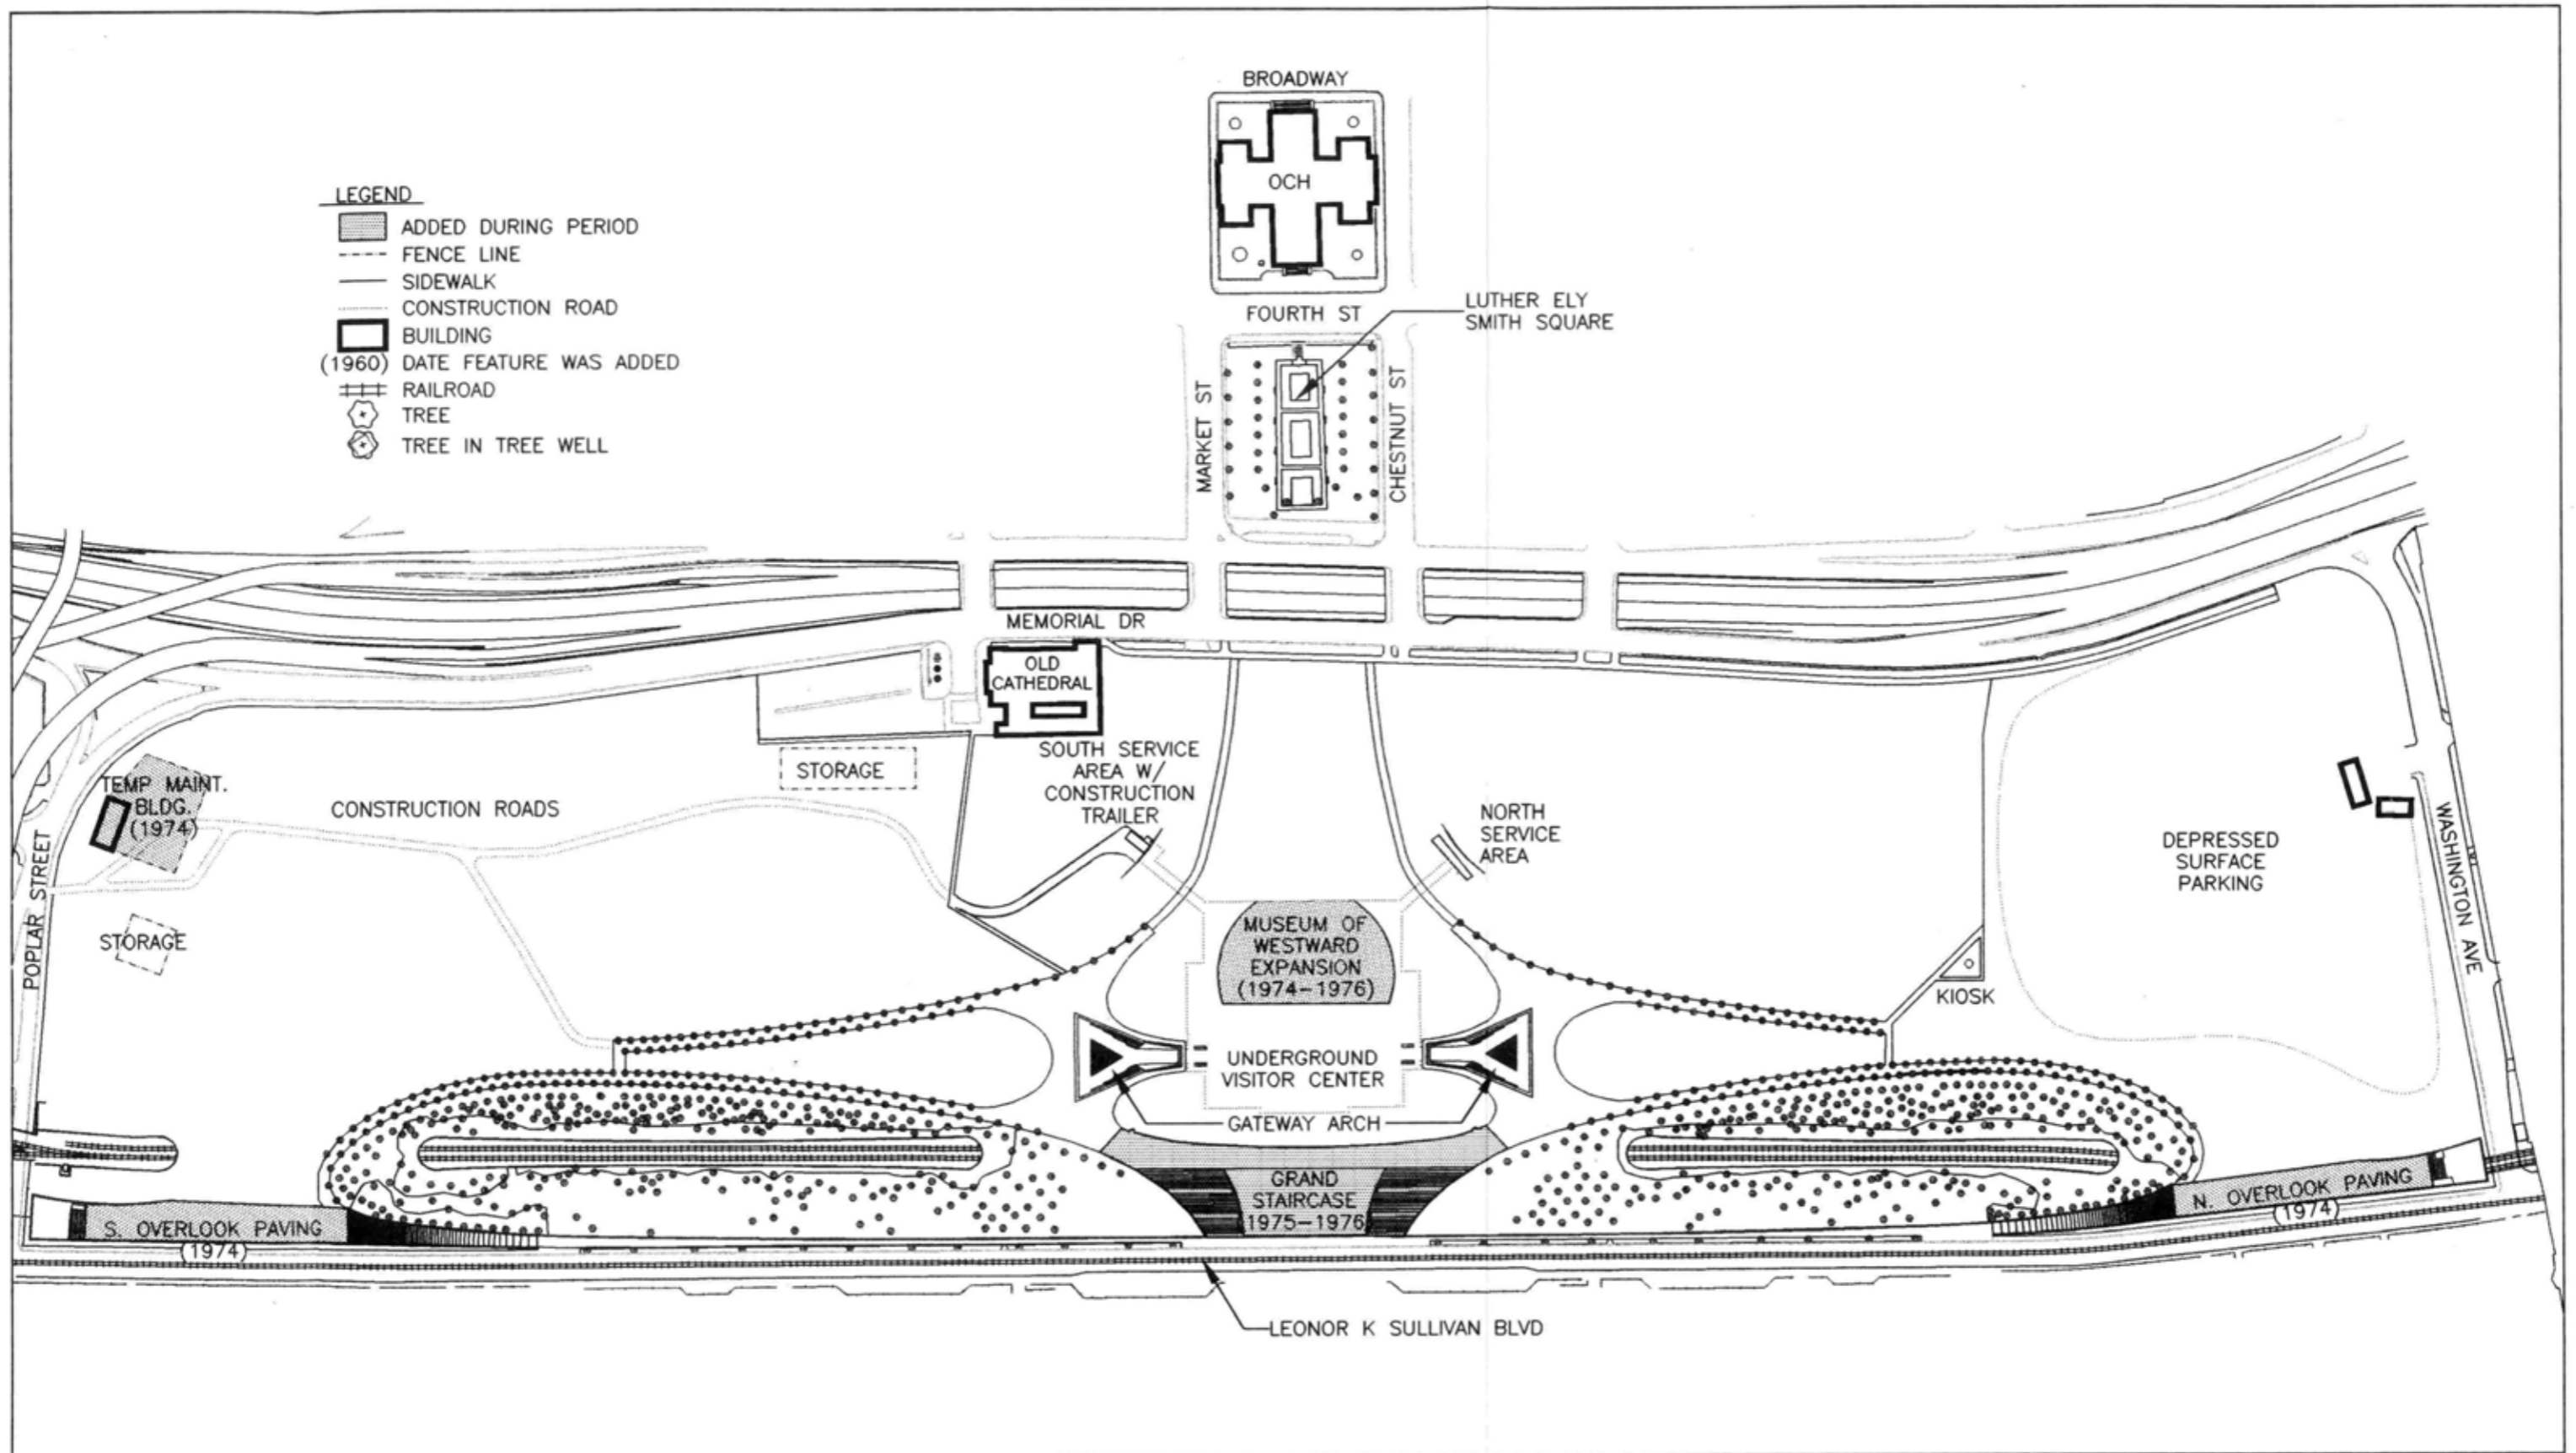 BROADWAY
OCH
FOURTH ST
LUTHER ELY
SMITH SQUARE
MARKET ST
CHESTNUT ST
LEGEND
ADDED DURING PERIOD
FENCE LINE
SIDEWALK
CONSTRUCTION ROAD
BUILDING
(1960) DATE FEATURE WAS ADDED
RAILROAD
TREE
TREE IN TREE WELL
MEMORIAL DR
OLD
CATHEDRAL
STORAGE
SOUTH SERVICE
AREA W/
CONSTRUCTION
TRAILER
TEMP MAINT.
BLDG.
(1974)
CONSTRUCTION ROADS
NORTH
SERVICE
AREA
DEPRESSED
SURFACE
PARKING
WASHINGTON AVE
POPLAR STREET
STORAGE
MUSEUM OF
WESTWARD
EXPANSION
(1974-1976)
KIOSK
UNDERGROUND
VISITOR CENTER
GATEWAY ARCH
GRAND
STAIRCASE
(1975-1976)
S. OVERLOOK PAVING
(1974)
N. OVERLOOK PAVING
(1974)
LEONOR K SULLIVAN BLVD